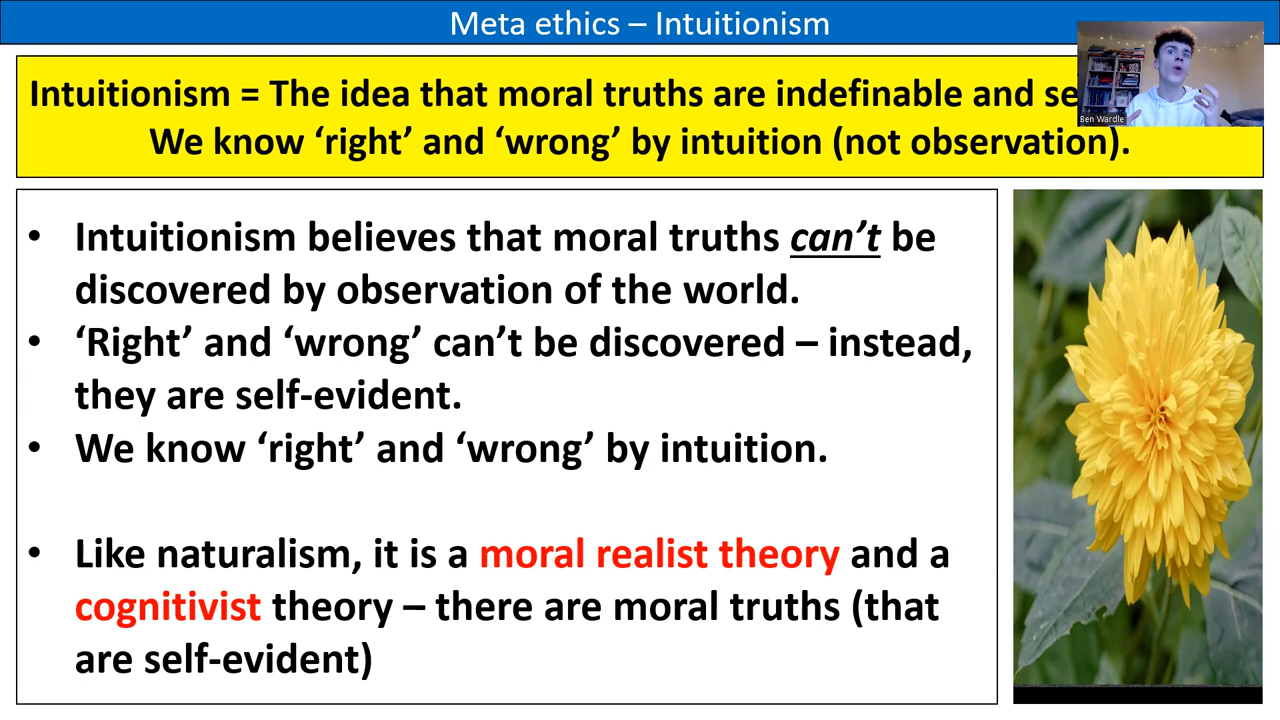 Meta ethics – Intuitionism
Intuitionism = The idea that moral truths are indefinable and
We know ‘right’ and ‘wrong’ by intuition (not observation).
Ben Wardle
• Intuitionism believes that moral truths can’t be
discovered by observation of the world.
• ‘Right’ and ‘wrong’ can’t be discovered – instead,
they are self-evident.
• We know ‘right’ and ‘wrong’ by intuition.
• Like naturalism, it is a moral realist theory and a
cognitivist theory – there are moral truths (that
are self-evident)